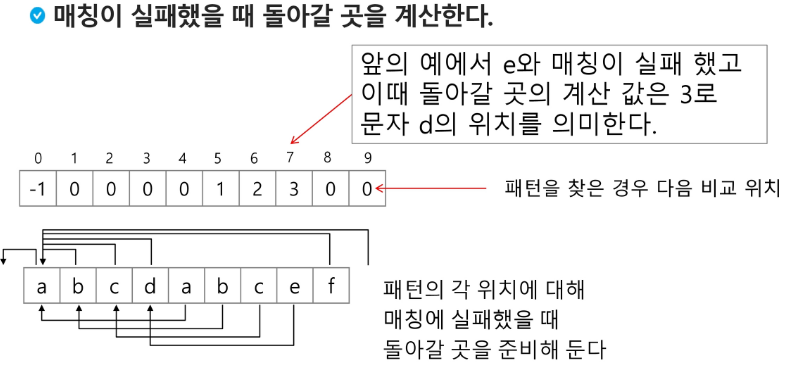 매칭이 실패했을 때 돌아갈 곳을 계산한다.
앞의 예에서 e와 매칭이 실패 했고
이때 돌아갈 곳의 계산 값은 3로
문자 d의 위치를 의미한다.
0 1 2 3 4 5 6 7 8 9
-1 0 0 0 0 1 2 3 0 0
패턴을 찾은 경우 다음 비교 위치
a b c d a b c e f
패턴의 각 위치에 대해
매칭에 실패했을 때
돌아갈 곳을 준비해 둔다